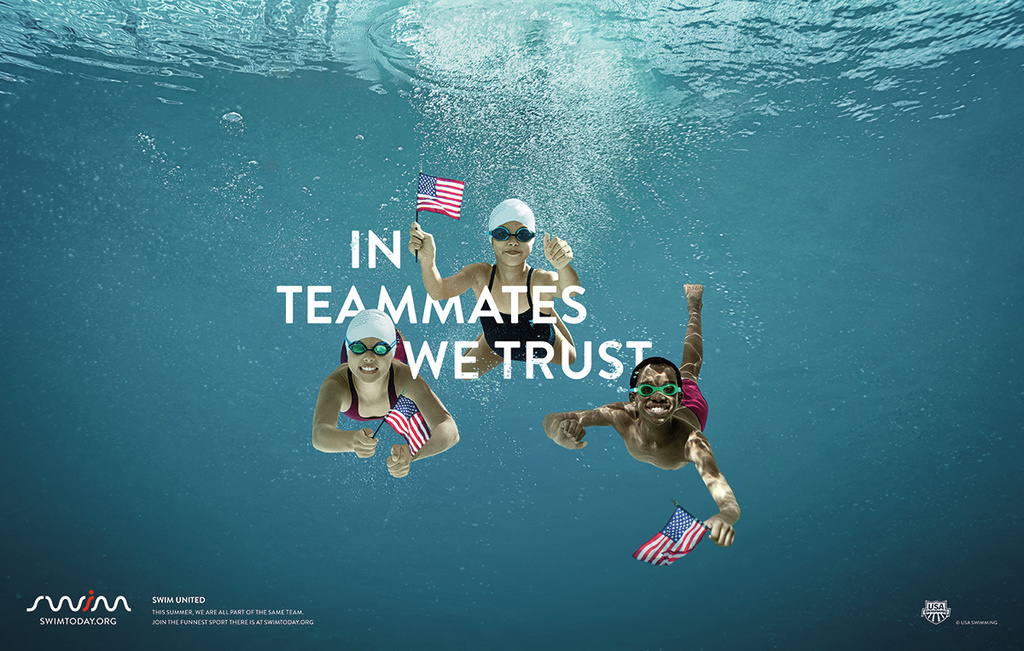 IN
TEAMMATES
WE TRUST
swim
SWIMTODAY.ORG
SWIM UNITED
THIS SUMMER, WE ARE ALL PART OF THE SAME TEAM.
JOIN THE FUNNEST SPORT THERE IS AT SWIMTODAY.ORG
USA
© USA SWIMMING